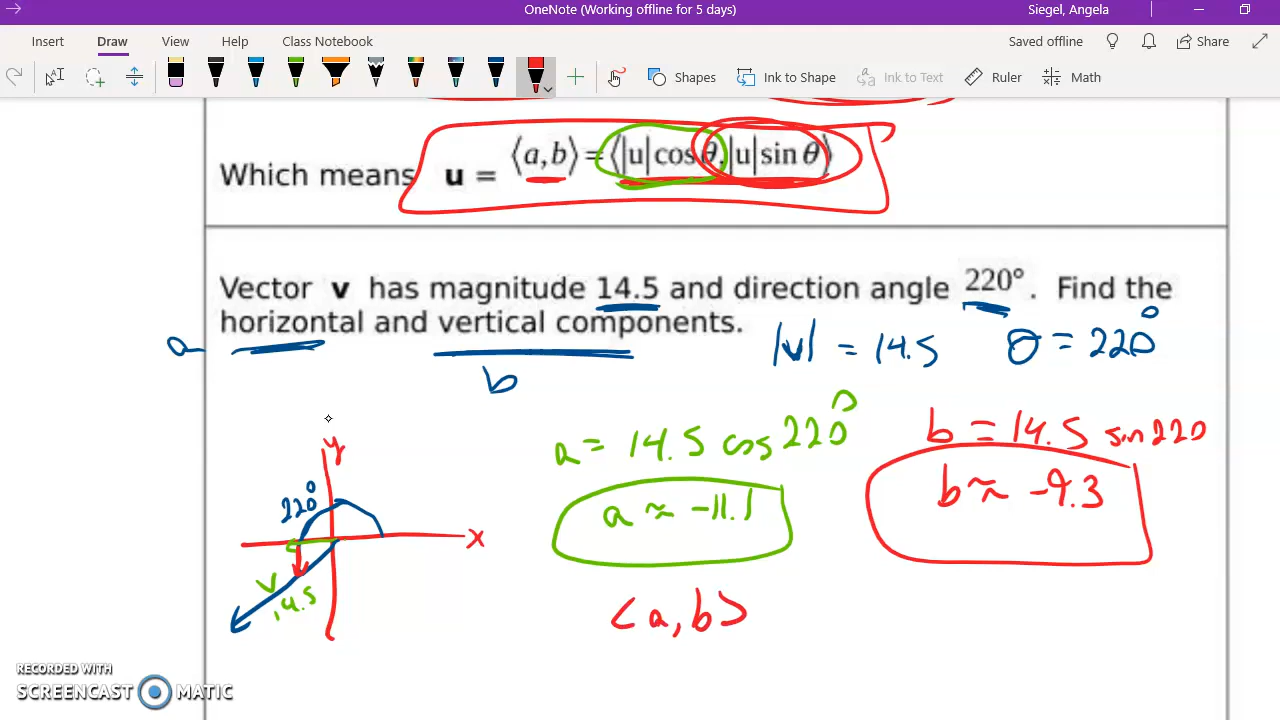 OneNote (Working offline for 5 days)
Siegel, Angela
Insert Draw View Help Class Notebook
Saved offline
Share
Shapes
Ink to Shape
Ink to Text
Ruler
Math
Which means u = ⟨a,b⟩=⟨|u|cosθ,|u|sinθ⟩
Vector v has magnitude 14.5 and direction angle 220°. Find the
horizontal and vertical components.
a
b
|v| = 14.5 θ = 220°
a = 14.5 cos 220°
b = 14.5 sin 220
a ≈ -11.1
b ≈ -9.3
y
220°
x
v
14.5
<a, b>
RECORDED WITH
SCREENCAST MATIC